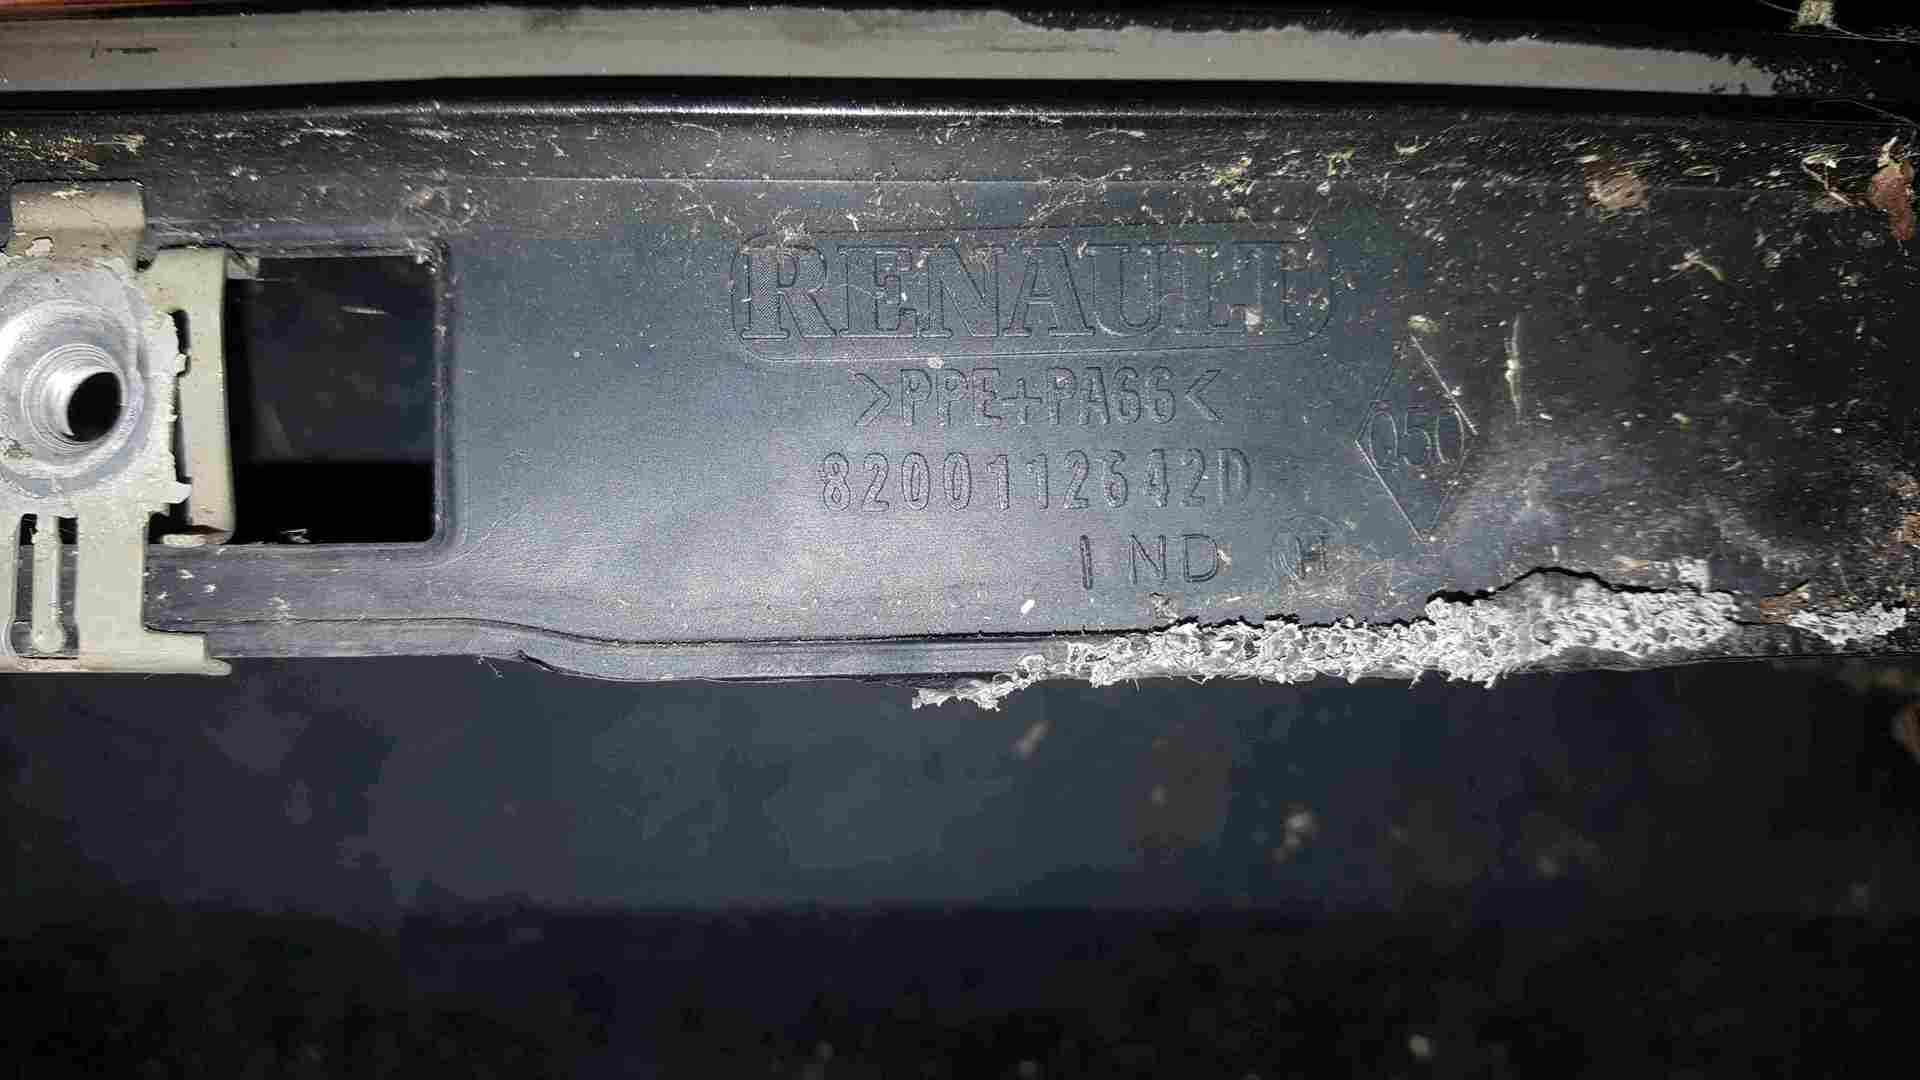 RENAULT
>PPE+PA66<
050
8200112642D
IND H